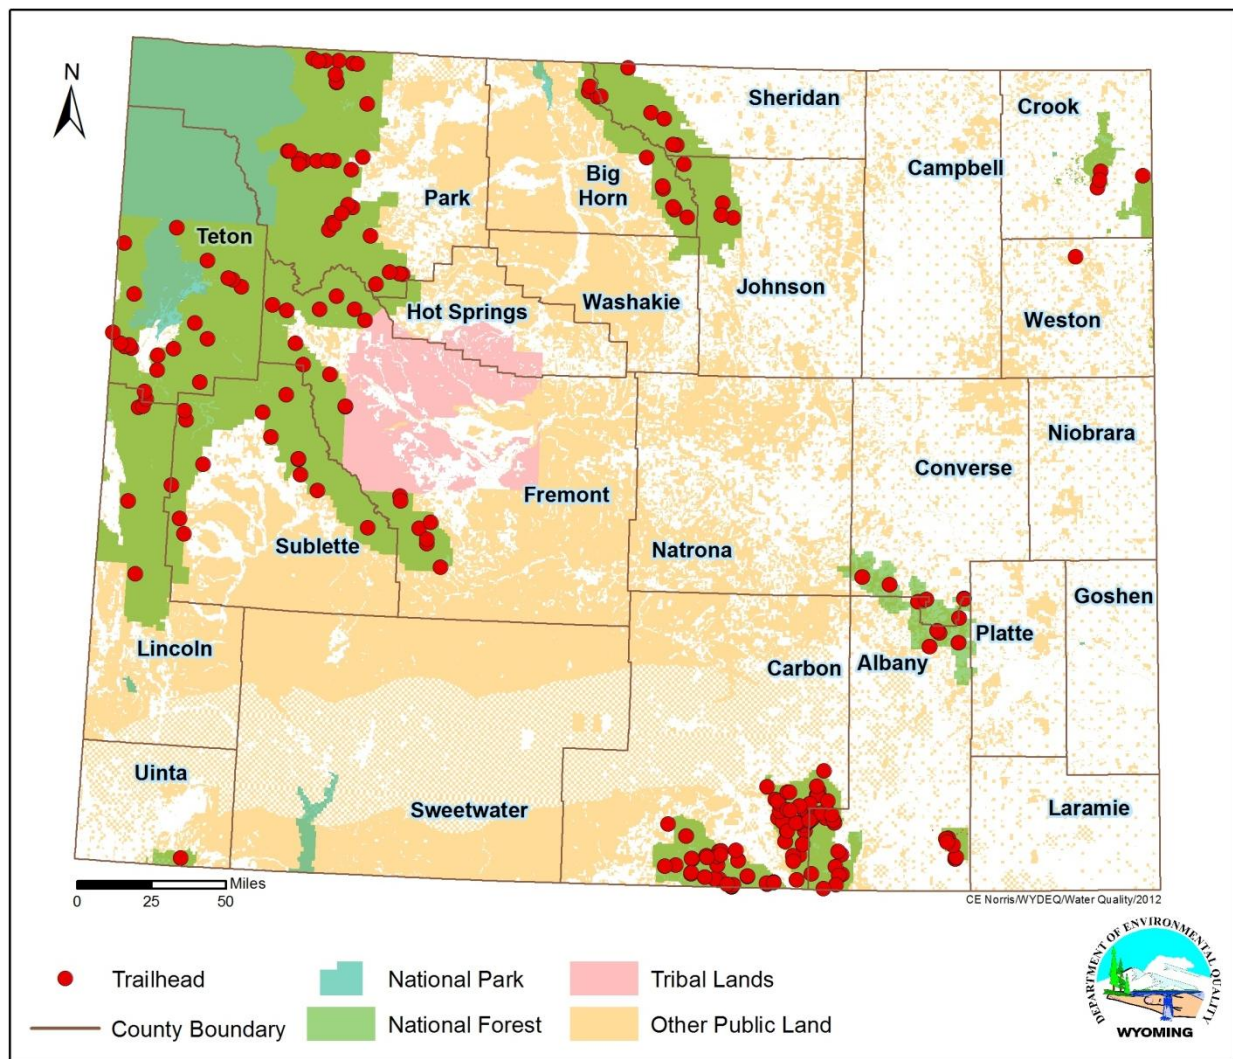 N
Sheridan
Crook
Campbell
Big
Horn
Park
Teton
Johnson
Washakie
Hot Springs
Weston
Niobrara
Converse
Fremont
Natrona
Sublette
Goshen
Platte
Lincoln
Carbon
Albany
Uinta
Sweetwater
Laramie
Miles
0 25 50
CE Norris/WYDEQ/Water Quality/2012
Trailhead
National Park
Tribal Lands
County Boundary
National Forest
Other Public Land
DEPARTMENT OF ENVIRONMENTAL QUALITY
WYOMING